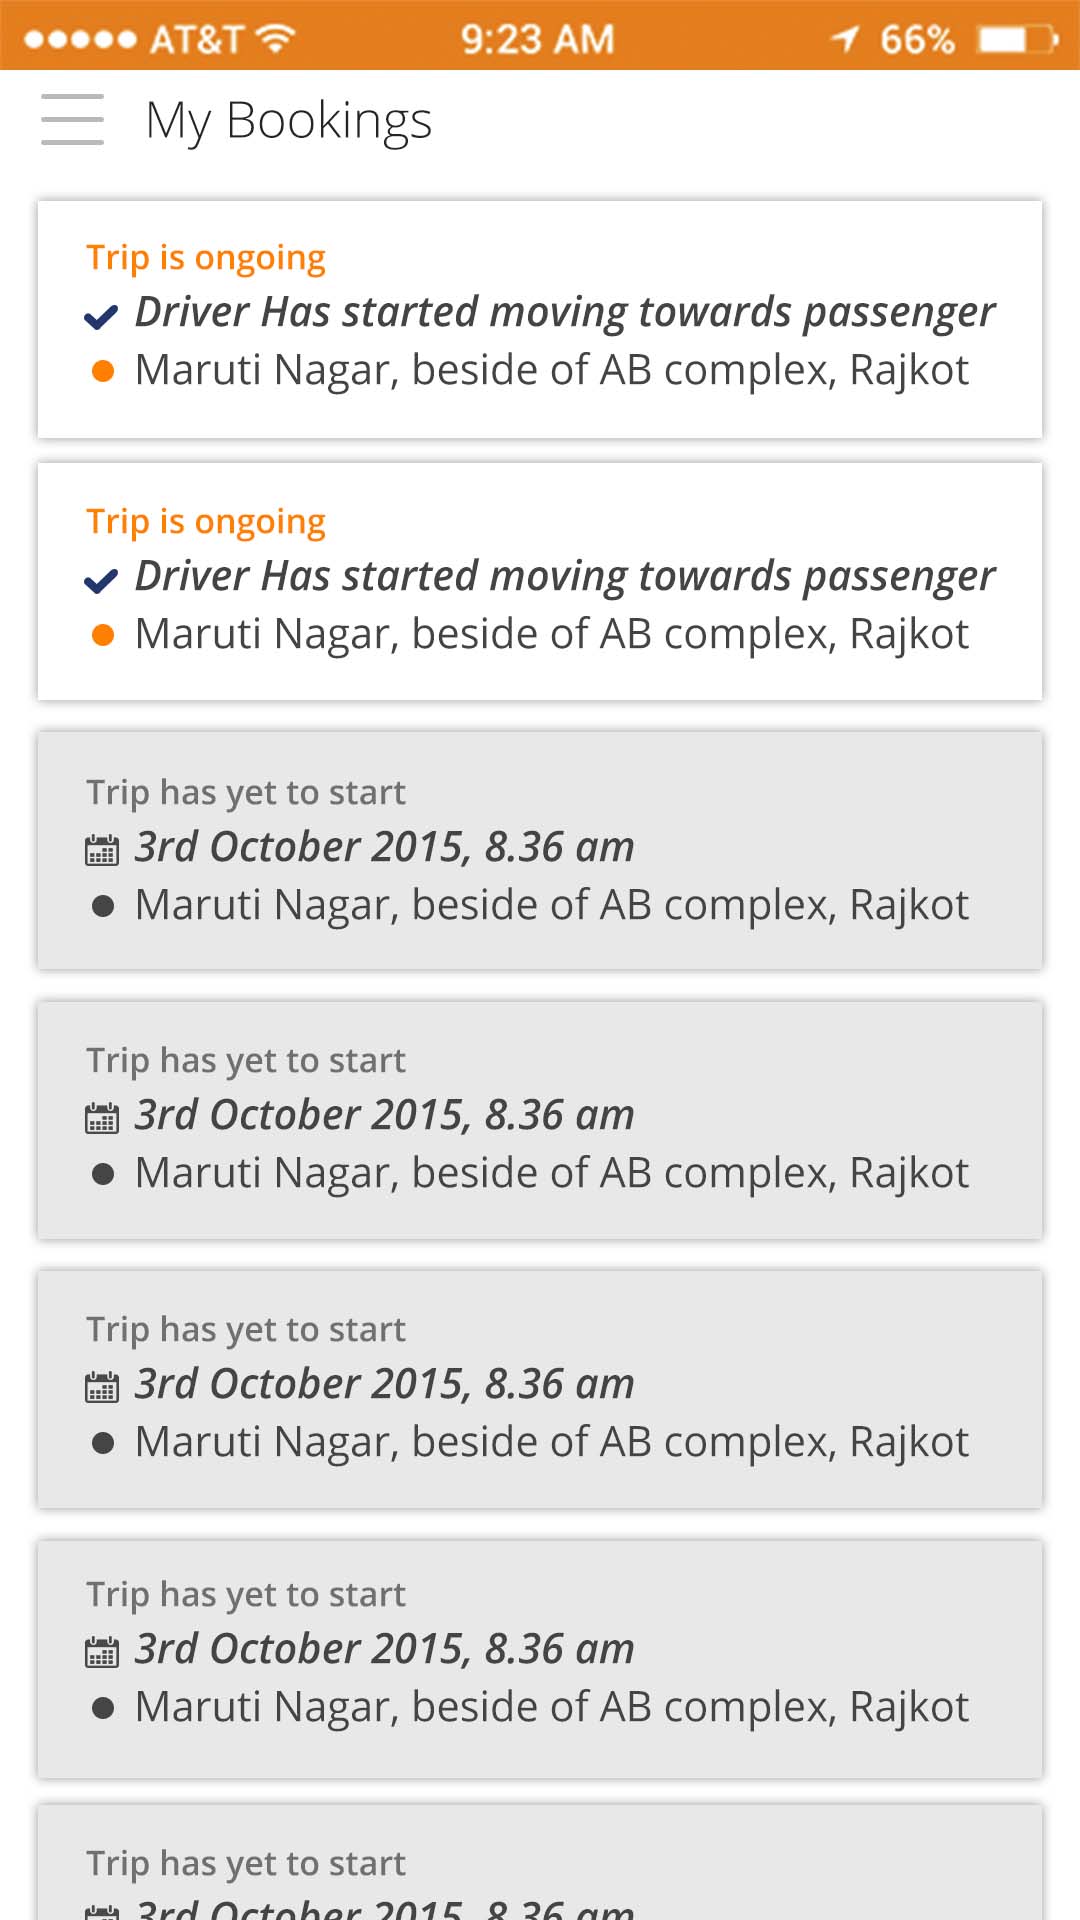 AT&T 9:23 AM 66%
My Bookings
Trip is ongoing
Driver Has started moving towards passenger
Maruti Nagar, beside of AB complex, Rajkot
Trip is ongoing
Driver Has started moving towards passenger
Maruti Nagar, beside of AB complex, Rajkot
Trip has yet to start
3rd October 2015, 8.36 am
Maruti Nagar, beside of AB complex, Rajkot
Trip has yet to start
3rd October 2015, 8.36 am
Maruti Nagar, beside of AB complex, Rajkot
Trip has yet to start
3rd October 2015, 8.36 am
Maruti Nagar, beside of AB complex, Rajkot
Trip has yet to start
3rd October 2015, 8.36 am
Maruti Nagar, beside of AB complex, Rajkot
Trip has yet to start
3rd October 2015, 8.36 am